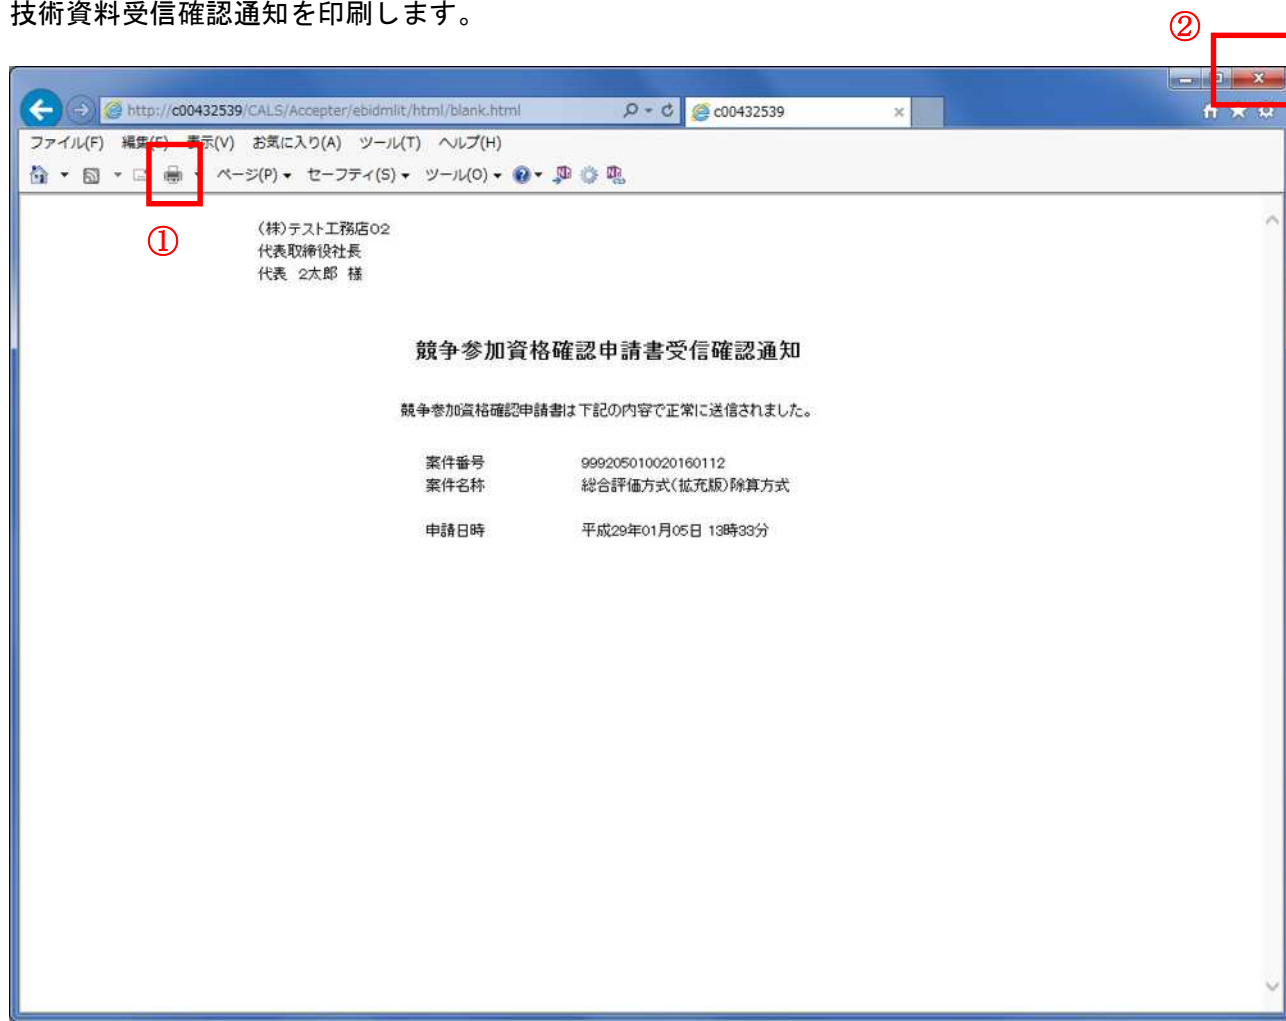 技術資料受信確認通知を印刷します。
②
http://c00432539/CALS/Accepter/ebidmlit/html/blank.html
c00432539
ファイル(F) 編集(E) 表示(V) お気に入り(A) ツール(T) ヘルプ(H)
ページ(P) セーフティ(S) ツール(O)
①
(株)テスト工務店02
代表取締役社長
代表 2太郎 様
競争参加資格確認申請書受信確認通知
競争参加資格確認申請書は下記の内容で正常に送信されました。
案件番号 999205010020160112
案件名称 総合評価方式(拡充版)除算方式
申請日時 平成29年01月05日 13時33分